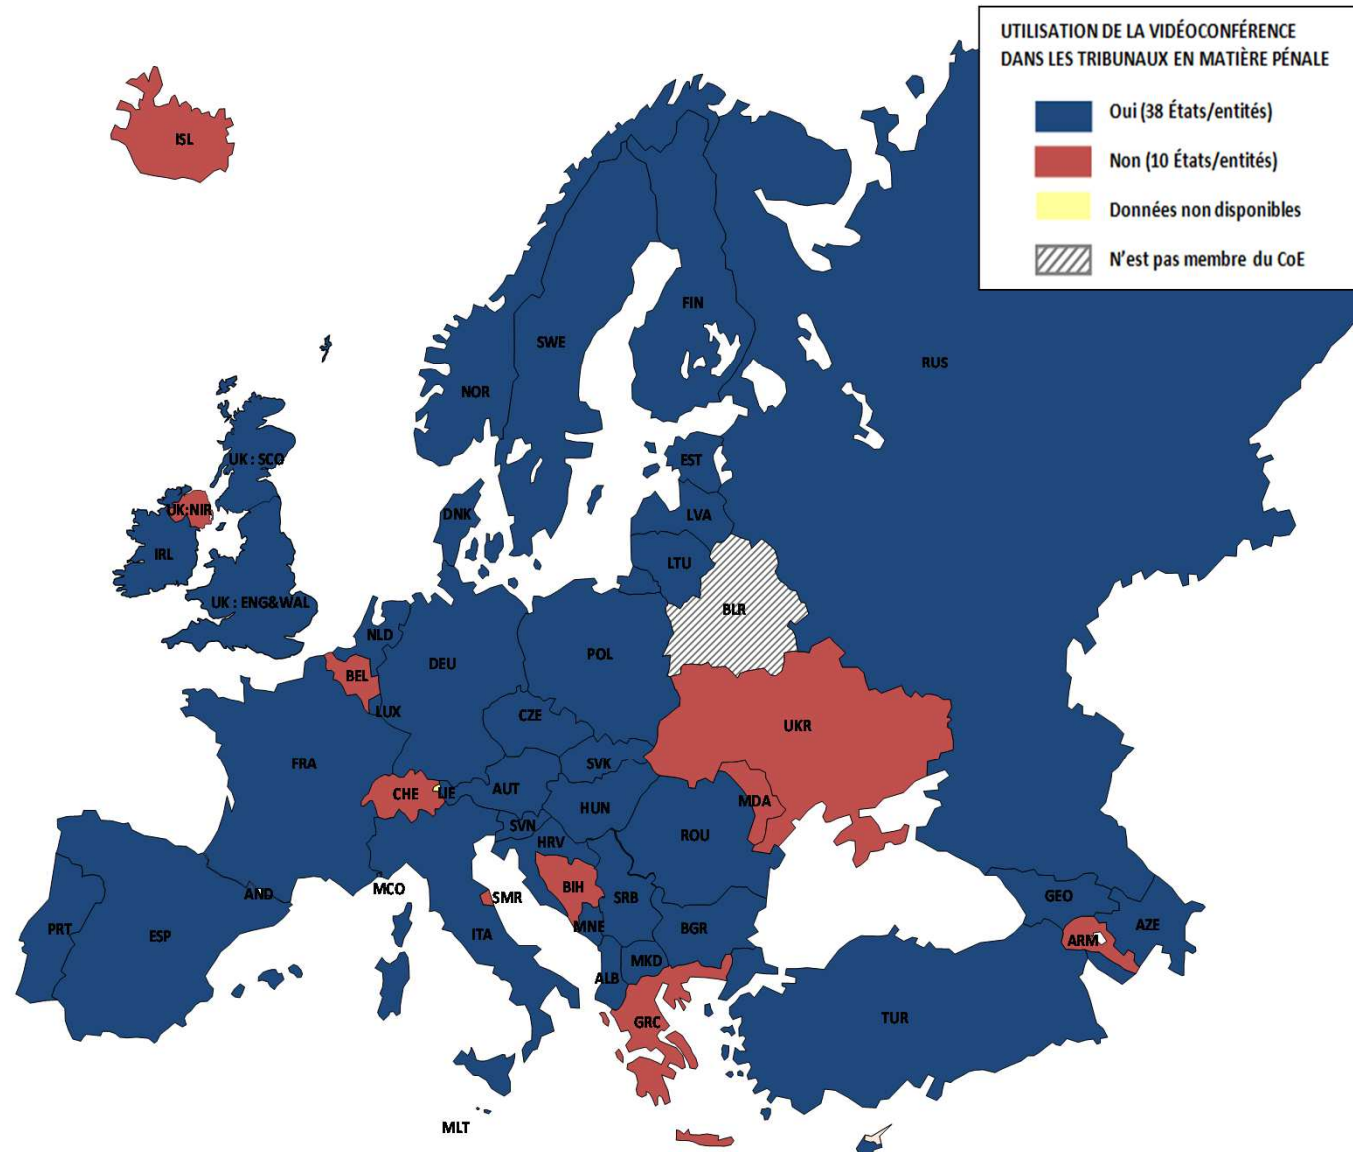 UTILISATION DE LA VIDÉOCONFÉRENCE
DANS LES TRIBUNAUX EN MATIÈRE PÉNALE
Oui (38 États/entités)
Non (10 États/entités)
Données non disponibles
N'est pas membre du CoE
ISL
FIN
SWE
RUS
NOR
UK : SCO
EST
UK:NIR
DNK
LVA
IRL
LTU
UK : ENG&WAL
BLR
NLD
DEU
POL
BEL
LUX
CZE
UKR
FRA
SVK
CHE
LIE
AUT
HUN
MDA
SVN
ROU
HRV
MCO
BIH
AND
SMR
SRB
GEO
PRT
ESP
ITA
MNE
BGR
AZE
ARM
MKD
ALB
GRC
TUR
MLT